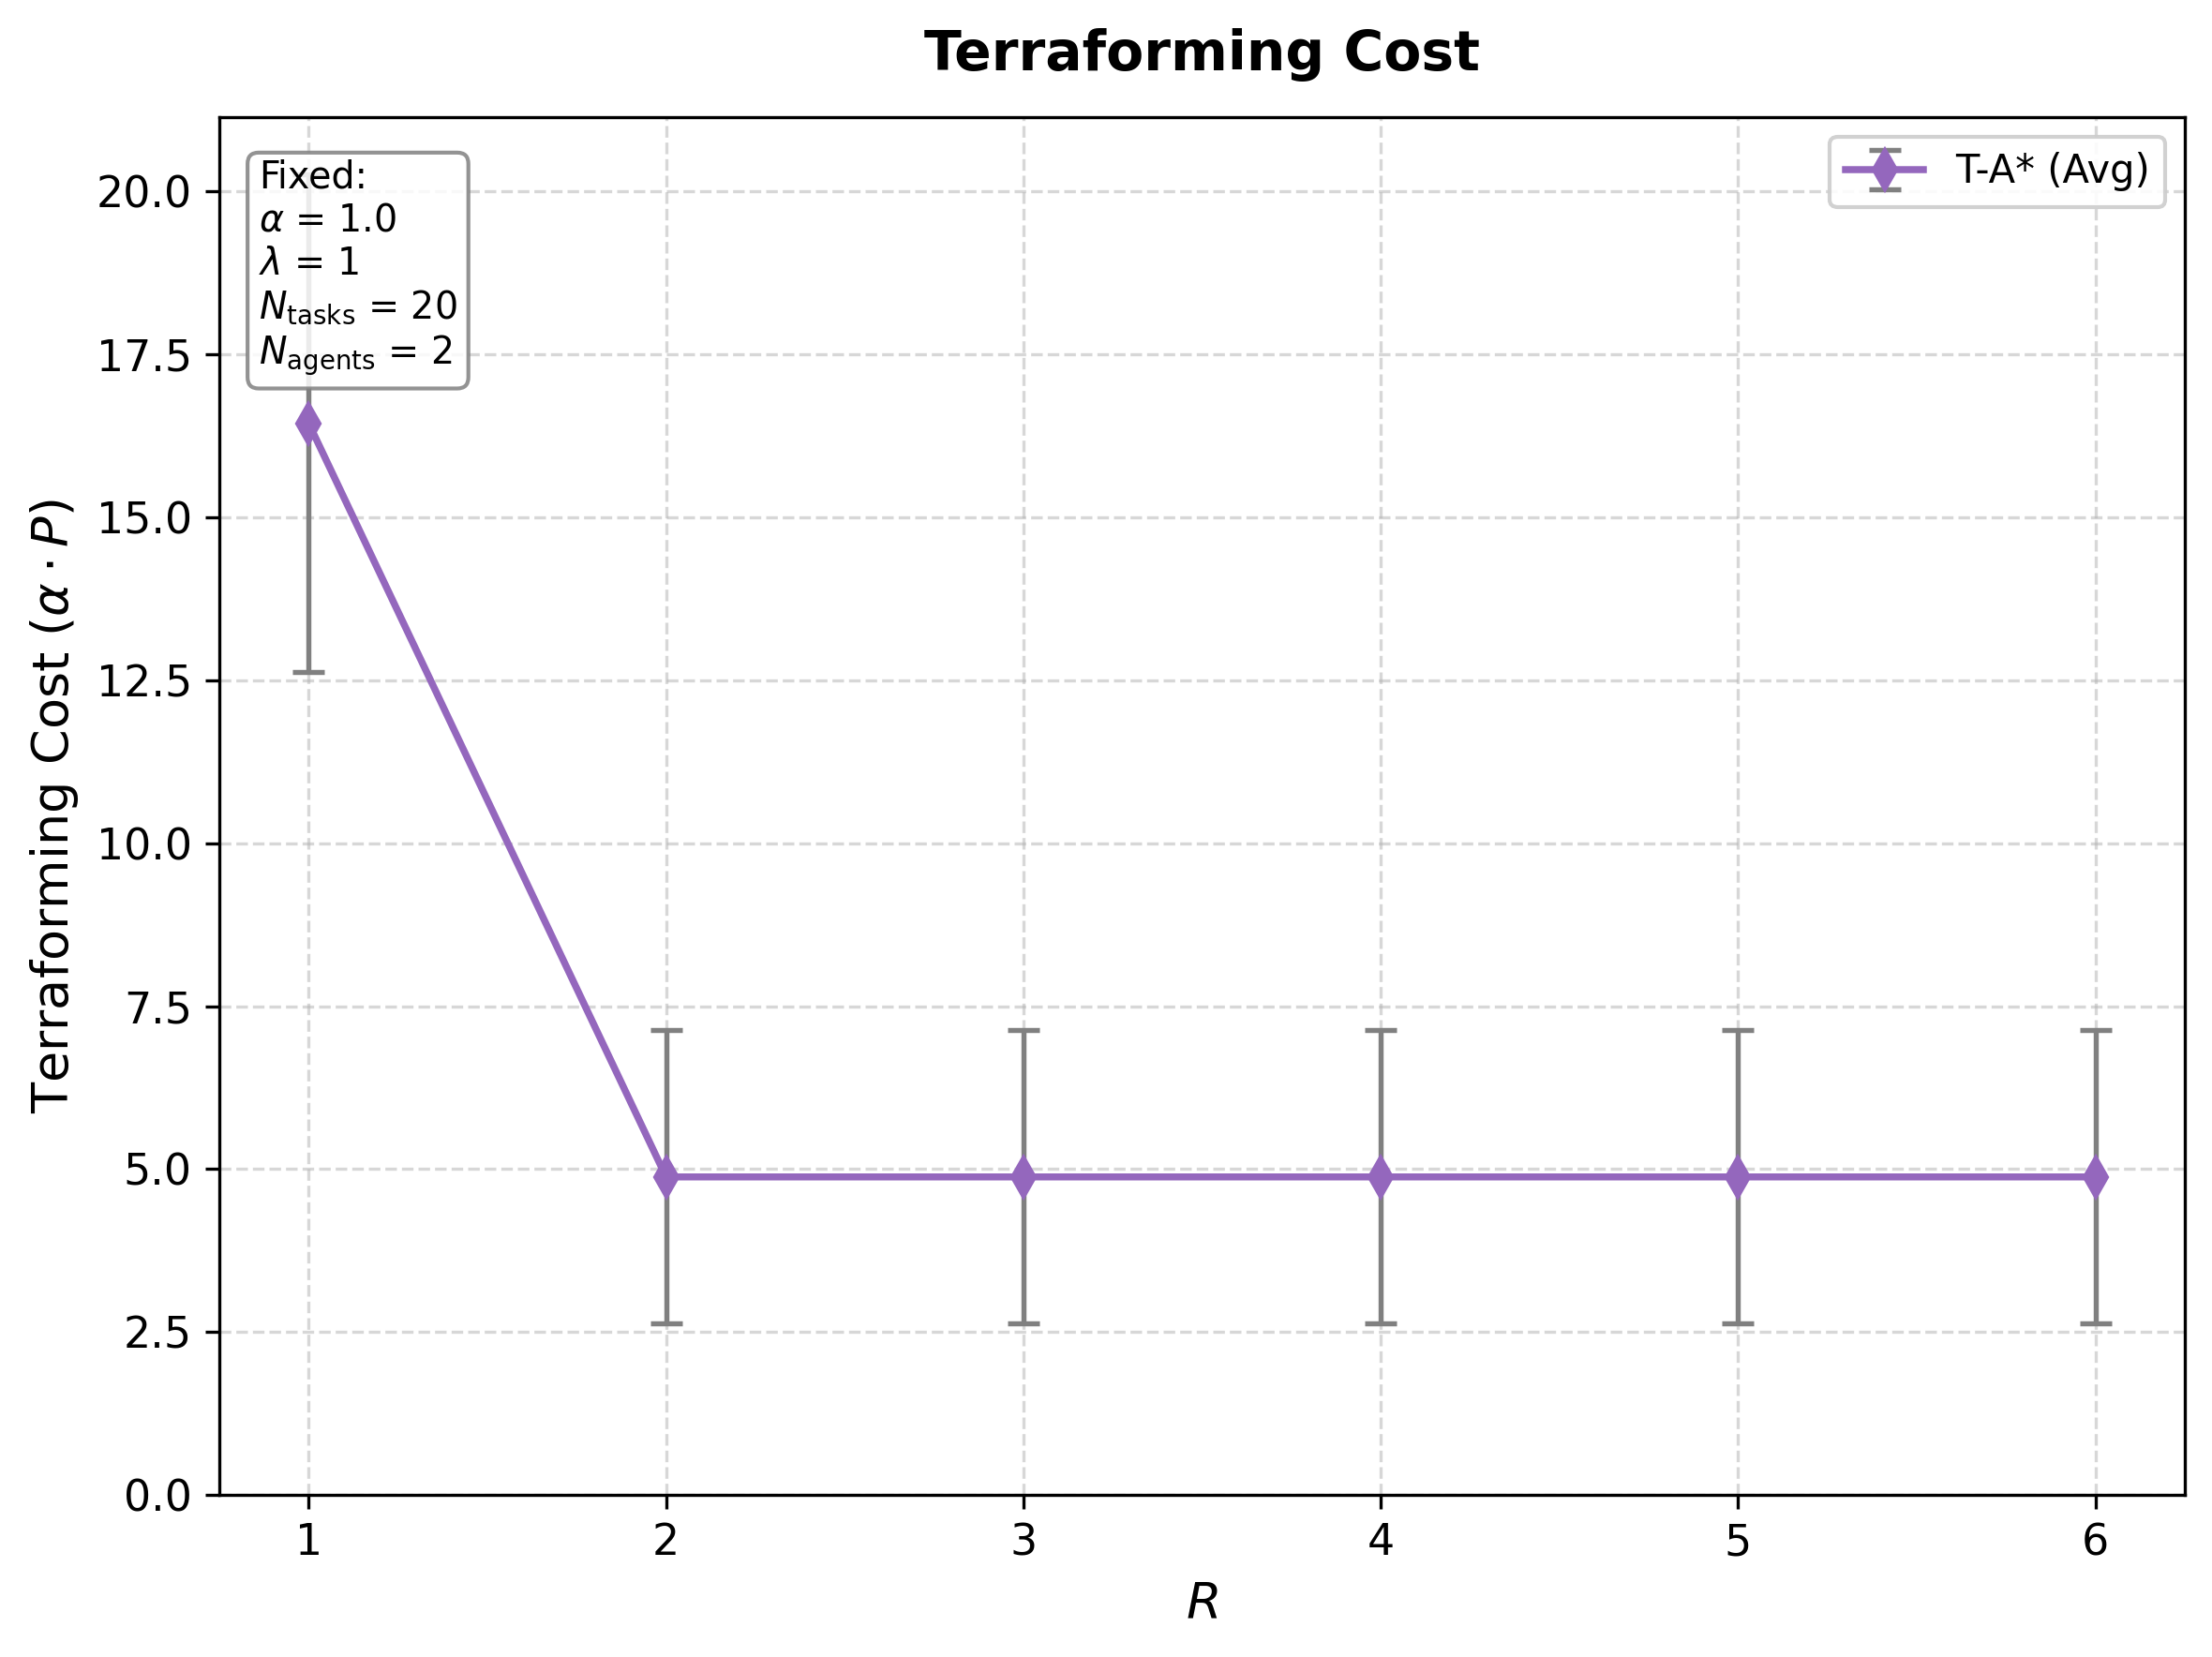 Terraforming Cost
Fixed:
α = 1.0
λ = 1
N_tasks = 20
N_agents = 2
T-A* (Avg)
Terraforming Cost (α · P)
20.0
17.5
15.0
12.5
10.0
7.5
5.0
2.5
0.0
1 2 3 4 5 6
R